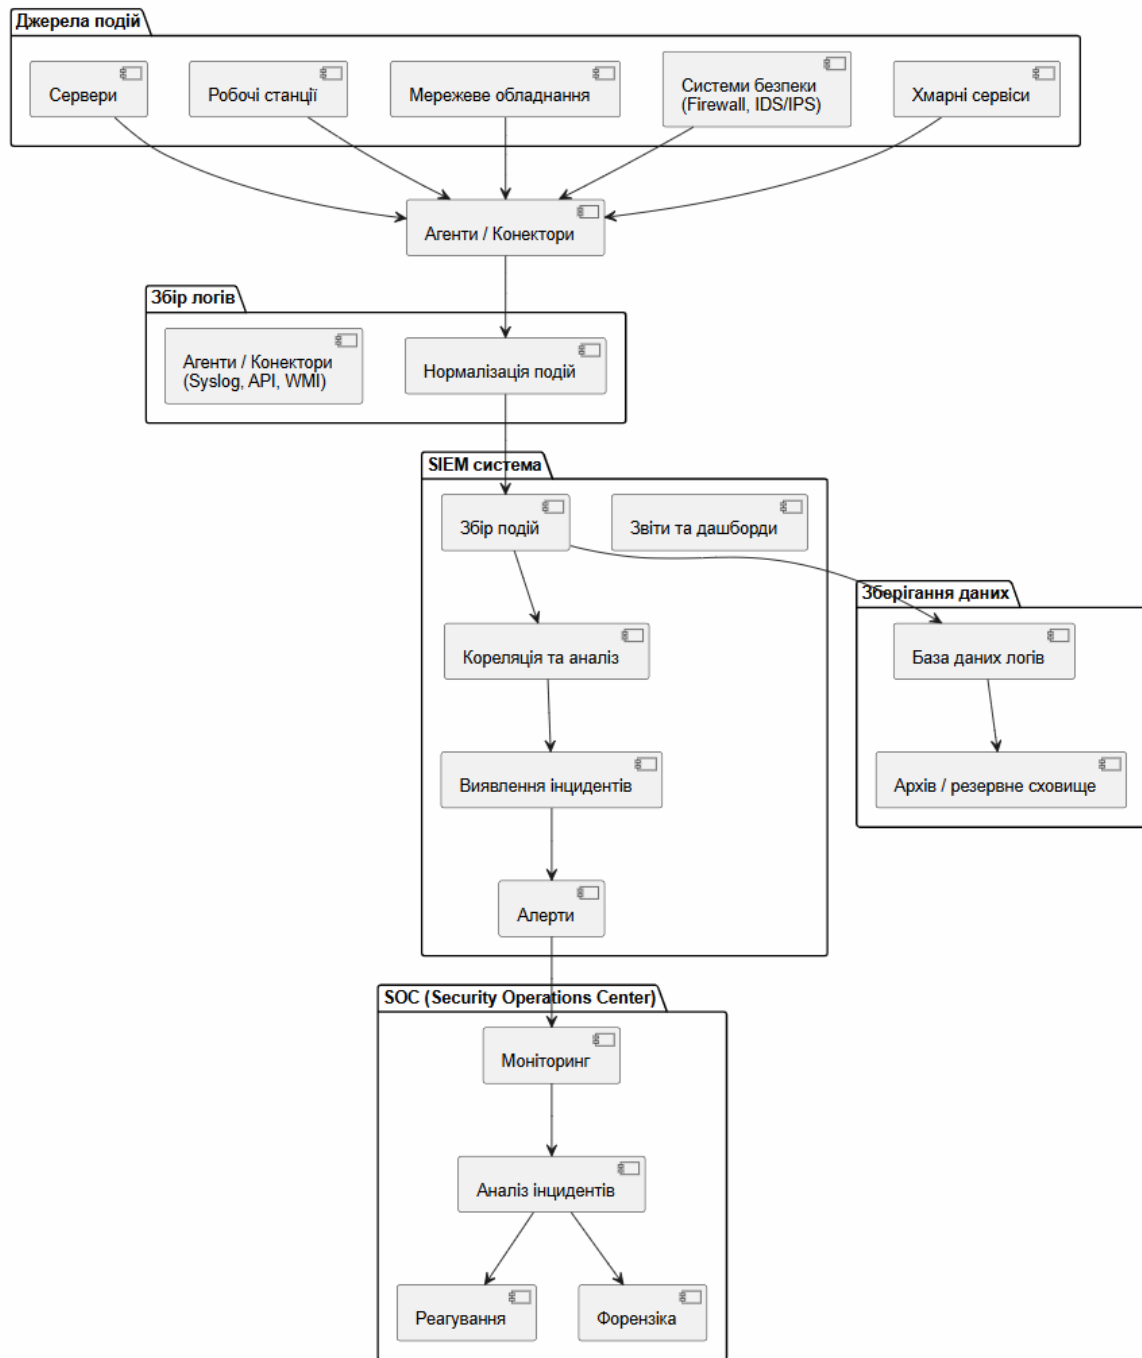 Джерела подій
Сервери
Робочі станції
Мережеве обладнання
Системи безпеки
(Firewall, IDS/IPS)
Хмарні сервіси
Агенти / Конектори
Збір логів
Агенти / Конектори
(Syslog, API, WMI)
Нормалізація подій
SIEM система
Збір подій
Звіти та дашборди
Зберігання даних
Кореляція та аналіз
База даних логів
Виявлення інцидентів
Архів / резервне сховище
Алерти
SOC (Security Operations Center)
Моніторинг
Аналіз інцидентів
Реагування
Форензіка